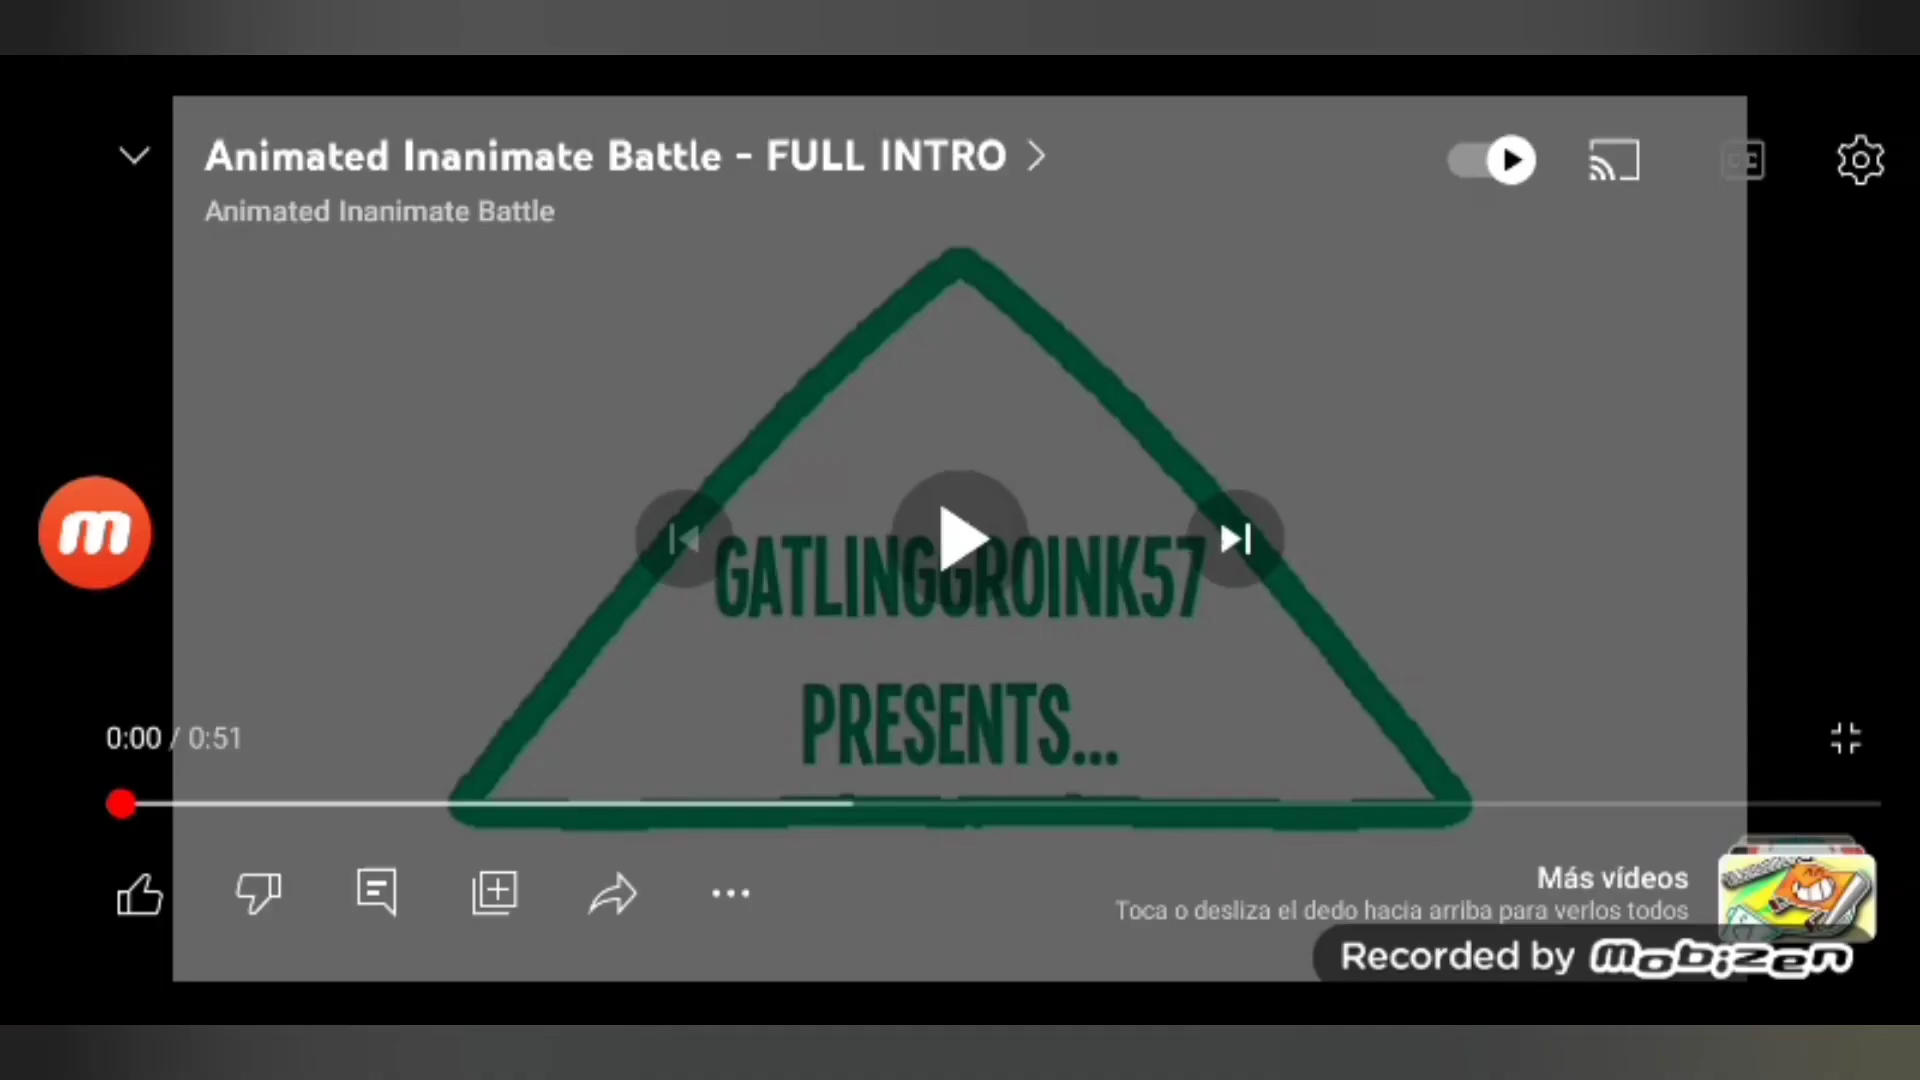 Animated Inanimate Battle - FULL INTRO
Animated Inanimate Battle
CC
m
GATLINGGROINK57
PRESENTS...
0:00 / 0:51
Más vídeos
Toca o desliza el dedo hacia arriba para verlos todos
Recorded by mobizen